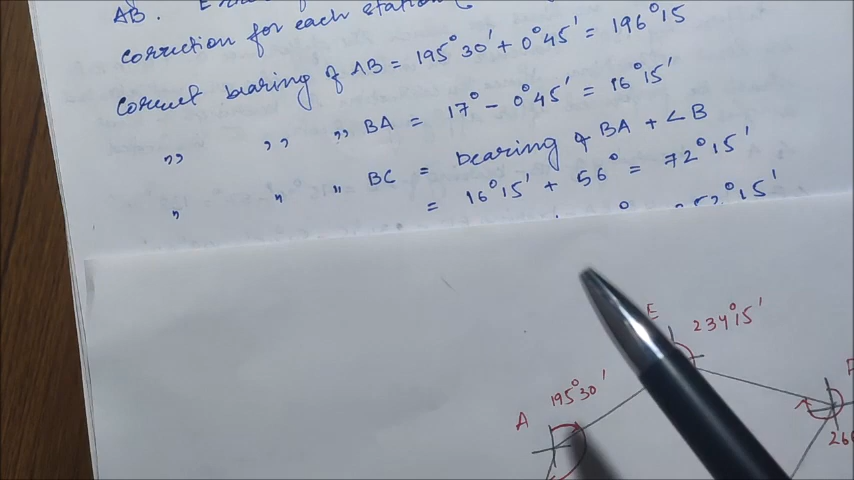 AB.
correction for each station
correct bearing of AB = 195°30' + 0°45' = 196°15
,, ,, ,, BA = 17° - 0°45' = 16°15'
,, ,, ,, BC = bearing of BA + ∠B
,, = 16°15' + 56° = 72°15'
E 234°15'
A 195°30'